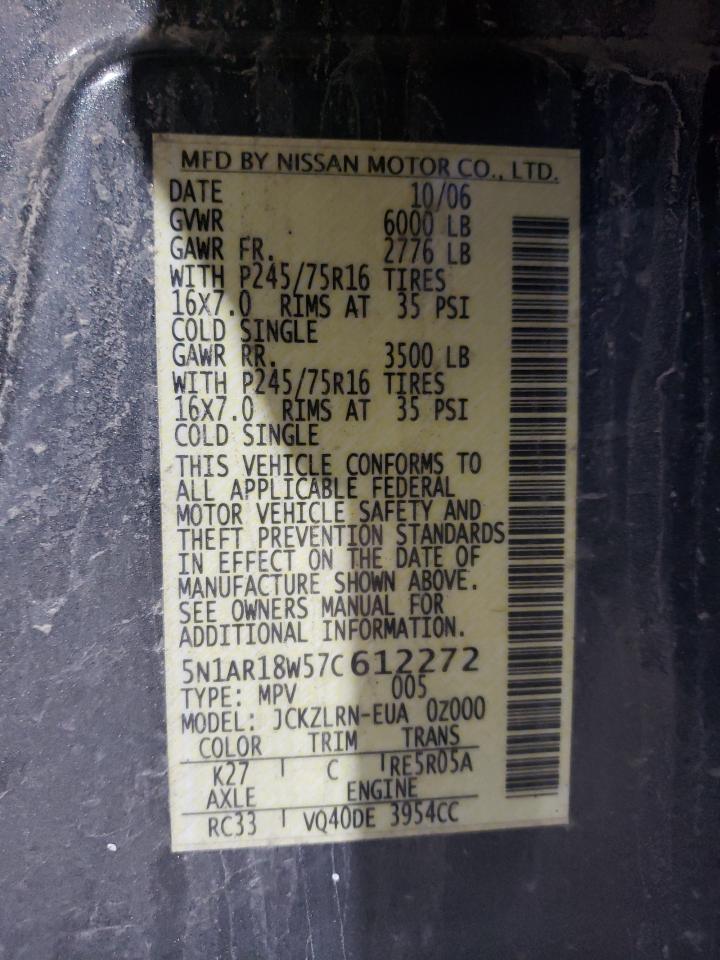 MFD BY NISSAN MOTOR CO., LTD.
DATE 10/06
GVWR 6000 LB
GAWR FR. 2776 LB
WITH P245/75R16 TIRES
16X7.0 RIMS AT 35 PSI
COLD SINGLE
GAWR RR. 3500 LB
WITH P245/75R16 TIRES
16X7.0 RIMS AT 35 PSI
COLD SINGLE
THIS VEHICLE CONFORMS TO
ALL APPLICABLE FEDERAL
MOTOR VEHICLE SAFETY AND
THEFT PREVENTION STANDARDS
IN EFFECT ON THE DATE OF
MANUFACTURE SHOWN ABOVE.
SEE OWNERS MANUAL FOR
ADDITIONAL INFORMATION.
5N1AR18W57C612272
TYPE: MPV 005
MODEL: JCKZLRN-EUA 0Z000
COLOR TRIM TRANS
K27 C RE5R05A
AXLE ENGINE
RC33 VQ40DE 3954CC